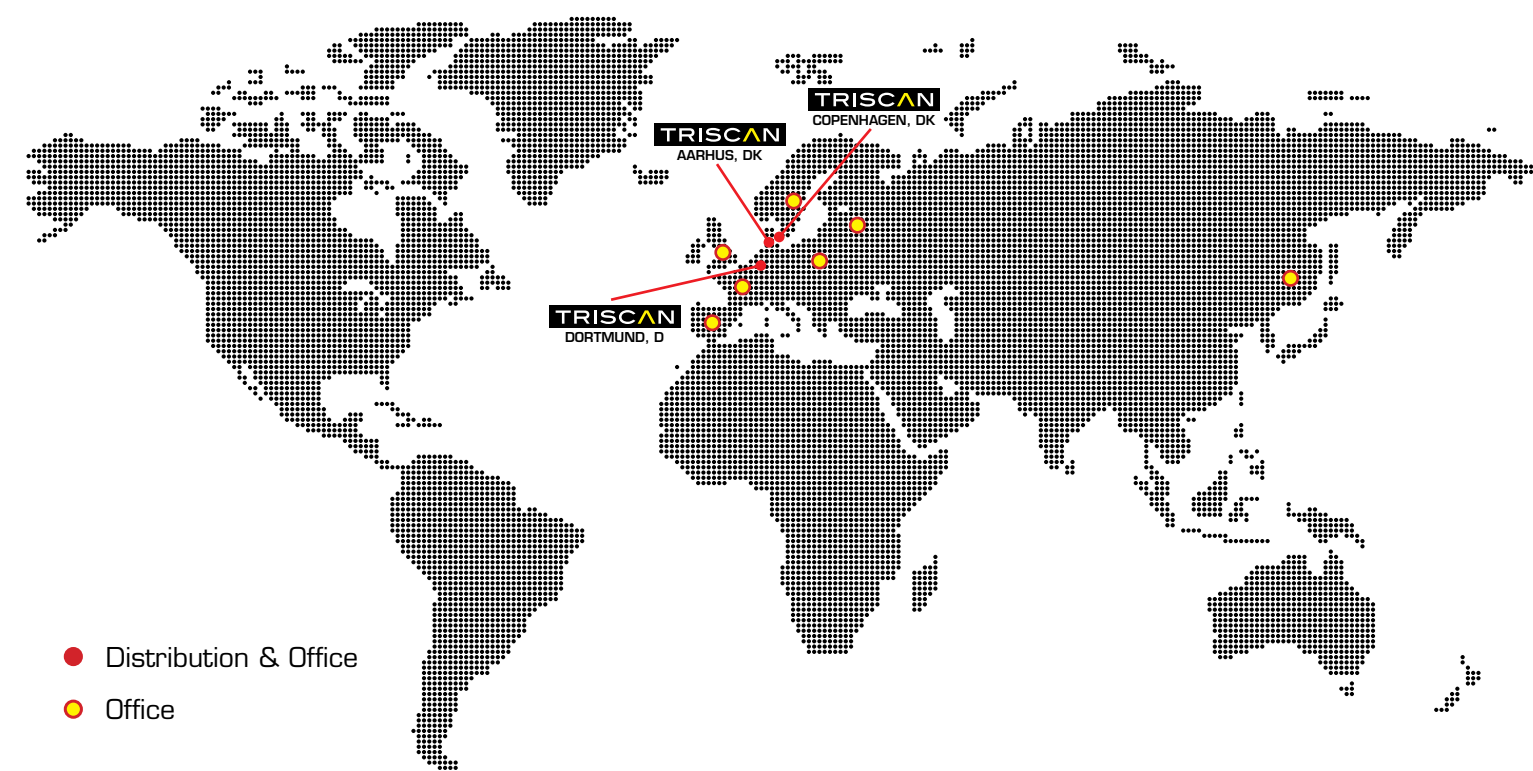 TRISCAN
COPENHAGEN, DK
TRISCAN
AARHUS, DK
TRISCAN
DORTMUND, D
Distribution & Office
Office